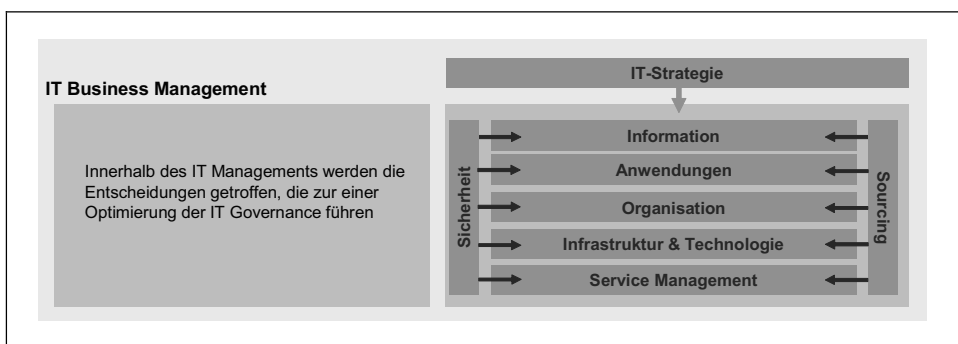 IT Business Management
Innerhalb des IT Managements werden die
Entscheidungen getroffen, die zur einer
Optimierung der IT Governance führen
IT-Strategie
Sicherheit
Information
Anwendungen
Organisation
Infrastruktur & Technologie
Service Management
Sourcing